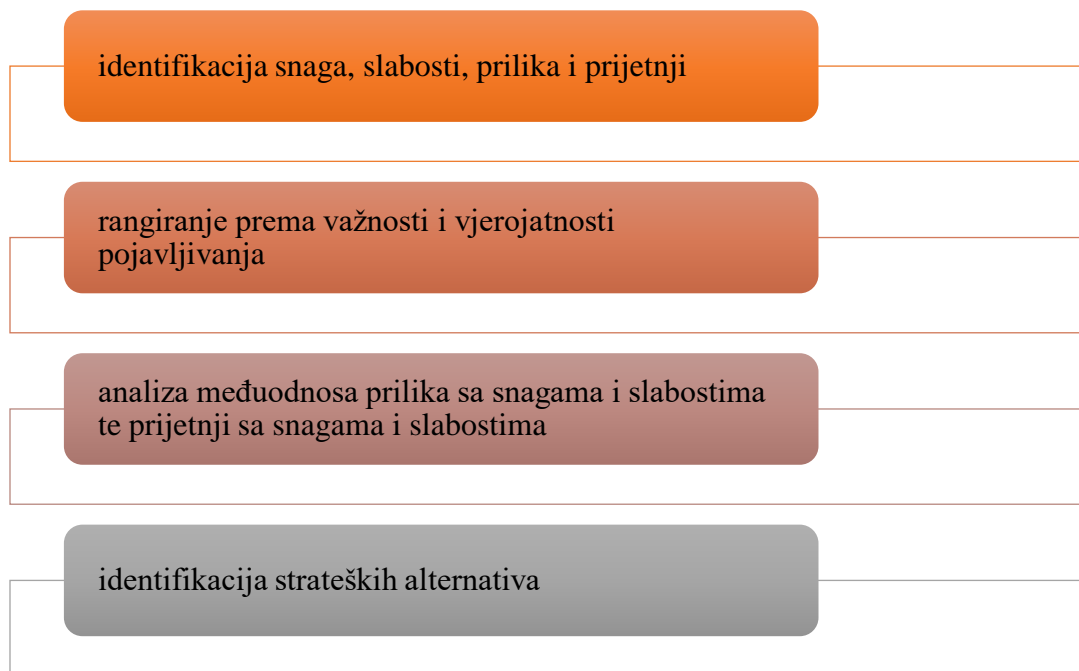 identifikacija snaga, slabosti, prilika i prijetnji
rangiranje prema važnosti i vjerojatnosti
pojavljivanja
analiza međuodnosa prilika sa snagama i slabostima
te prijetnji sa snagama i slabostima
identifikacija strateških alternativa